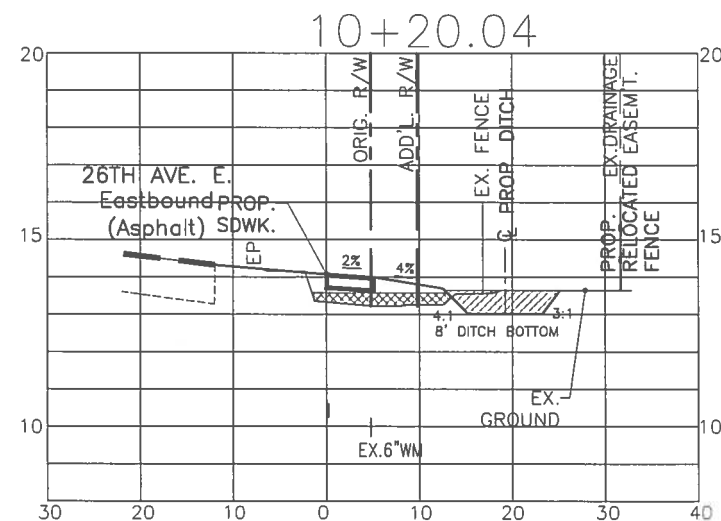 10+20.04
20
20
ORIG. R/W
ADD'L. R/W
EX. FENCE
℄ PROP DITCH
EX.DRAINAGE EASEM'T.
PROP. RELOCATED FENCE
26TH AVE. E.
Eastbound
(Asphalt)
PROP.
SDWK.
EP
15
15
2%
4%
4:1
3:1
8' DITCH BOTTOM
EX.
GROUND
10
10
EX.6"WM
30 20 10 0 10 20 30 40